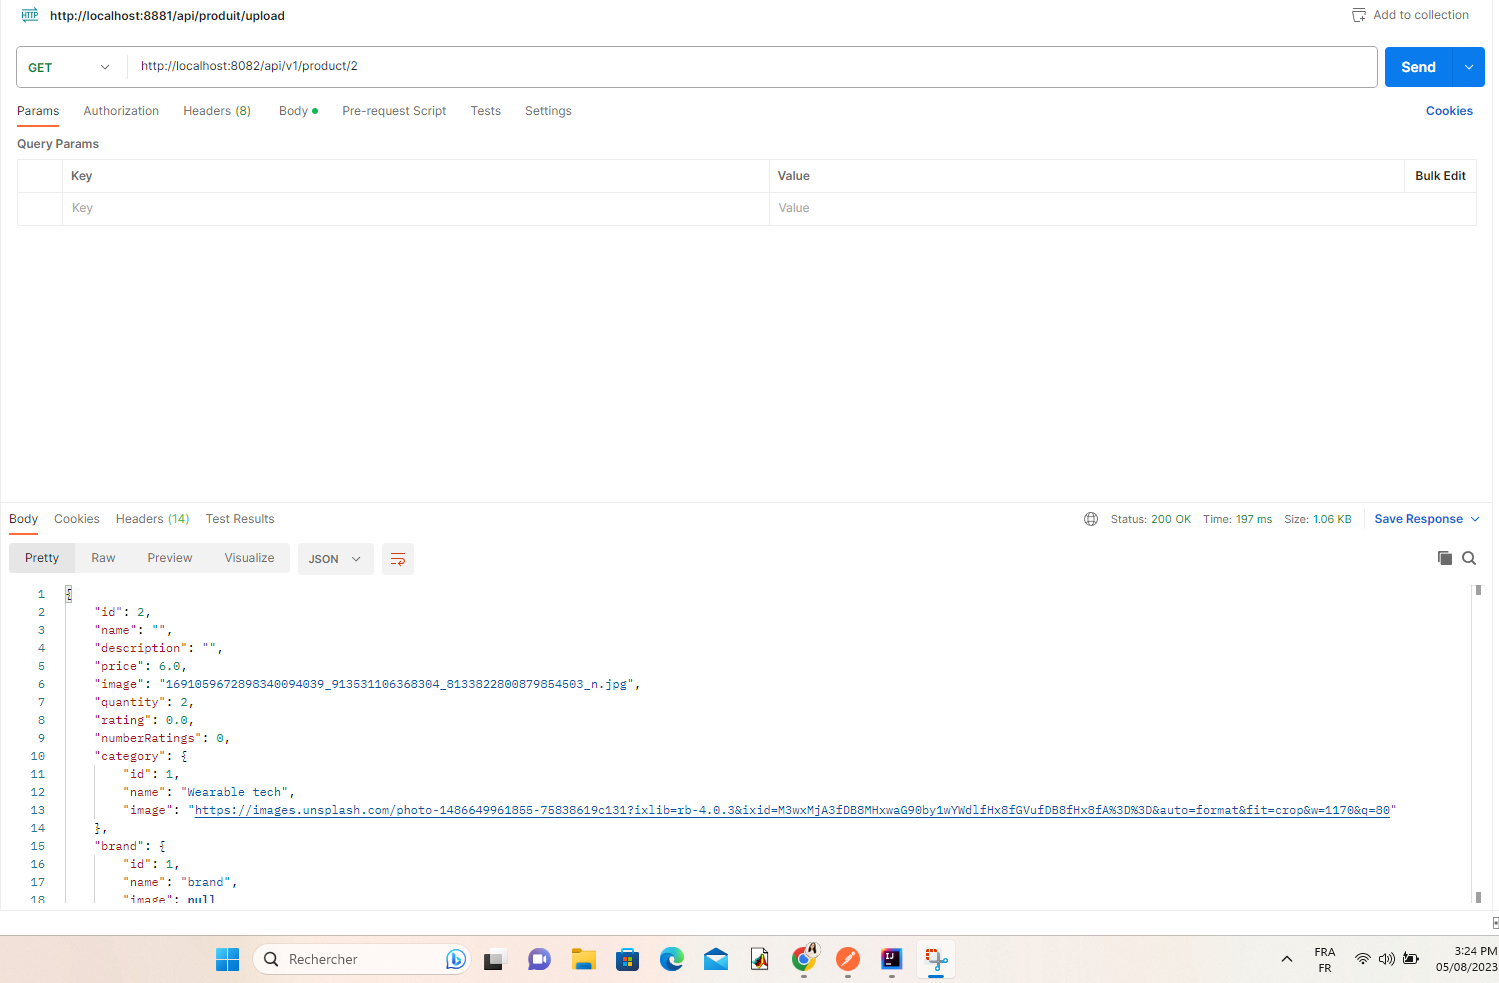 HTTP http://localhost:8881/api/produit/upload Add to collection
GET http://localhost:8082/api/v1/product/2 Send
Params Authorization Headers (8) Body Pre-request Script Tests Settings Cookies
Query Params
Key Value Bulk Edit
Key Value
Body Cookies Headers (14) Test Results Status: 200 OK Time: 197 ms Size: 1.06 KB Save Response
Pretty Raw Preview Visualize JSON
1 {
2 "id": 2,
3 "name": "",
4 "description": "",
5 "price": 6.0,
6 "image": "1691059672898340094039_913531106368304_8133822800879854503_n.jpg",
7 "quantity": 2,
8 "rating": 0.0,
9 "numberRatings": 0,
10 "category": {
11 "id": 1,
12 "name": "Wearable tech",
13 "image": "https://images.unsplash.com/photo-1486649961855-75838619c131?ixlib=rb-4.0.3&ixid=M3wxMjA3fDB8MHxwaG90by1wYWdlfHx8fGVufDB8fHx8fA%3D%3D&auto=format&fit=crop&w=1170&q=80"
14 },
15 "brand": {
16 "id": 1,
17 "name": "brand",
18 "image": null
Rechercher
IJ
FRA
FR
3:24 PM
05/08/2023